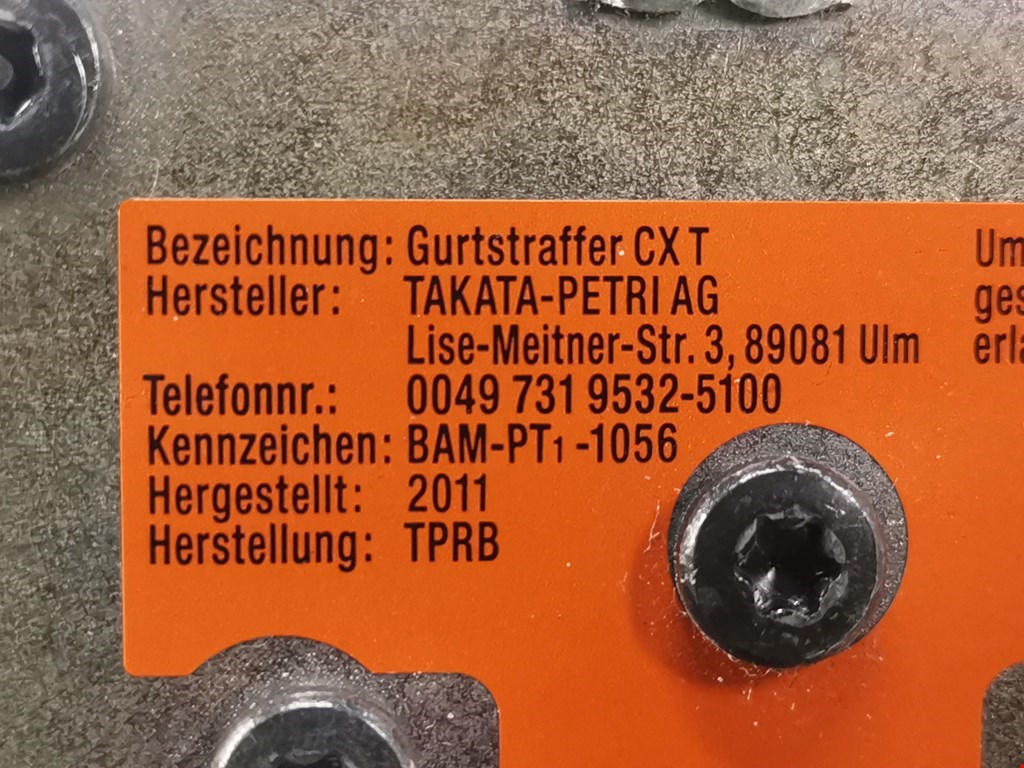 Bezeichnung: Gurtstraffer CX T
Hersteller: TAKATA-PETRI AG
Lise-Meitner-Str. 3, 89081 Ulm
Telefonnr.: 0049 731 9532-5100
Kennzeichen: BAM-PT1-1056
Hergestellt: 2011
Herstellung: TPRB